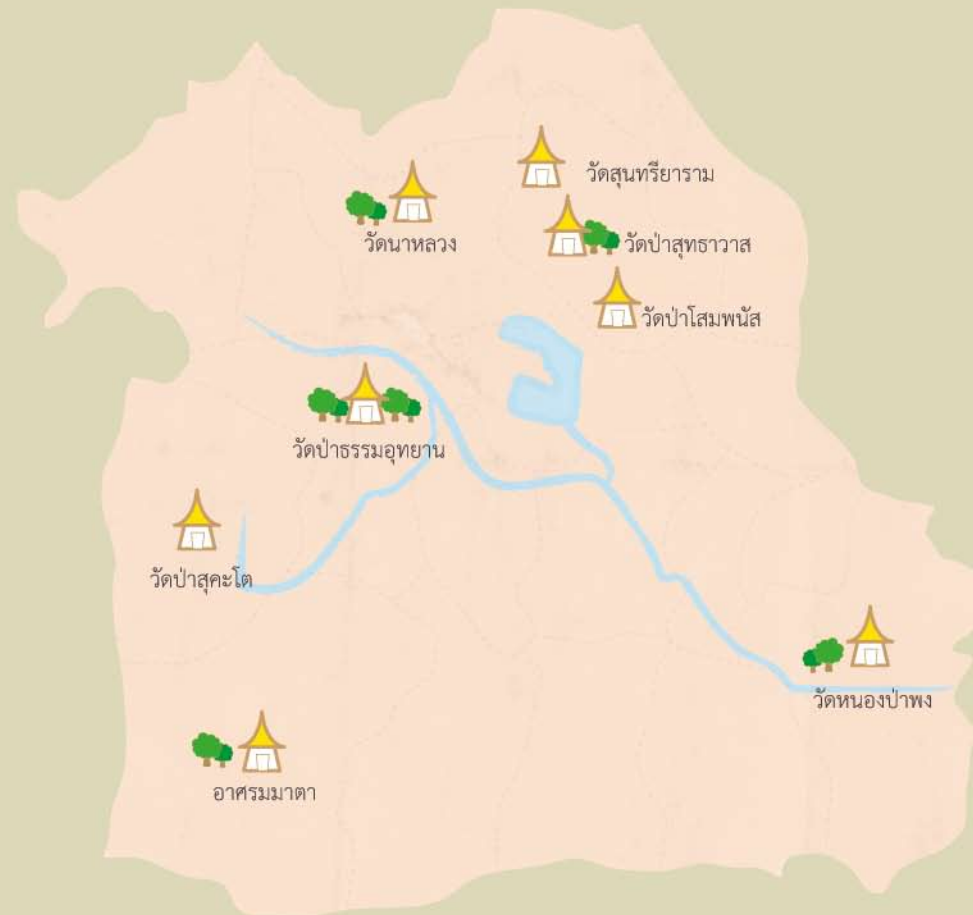 วัดสุนทรียาราม
วัดนาหลวง
วัดป่าสุทธาวาส
วัดป่าโสมพนัส
วัดป่าธรรมอุทยาน
วัดป่าสุคะโต
วัดหนองป่าพง
อาศรมมาตา